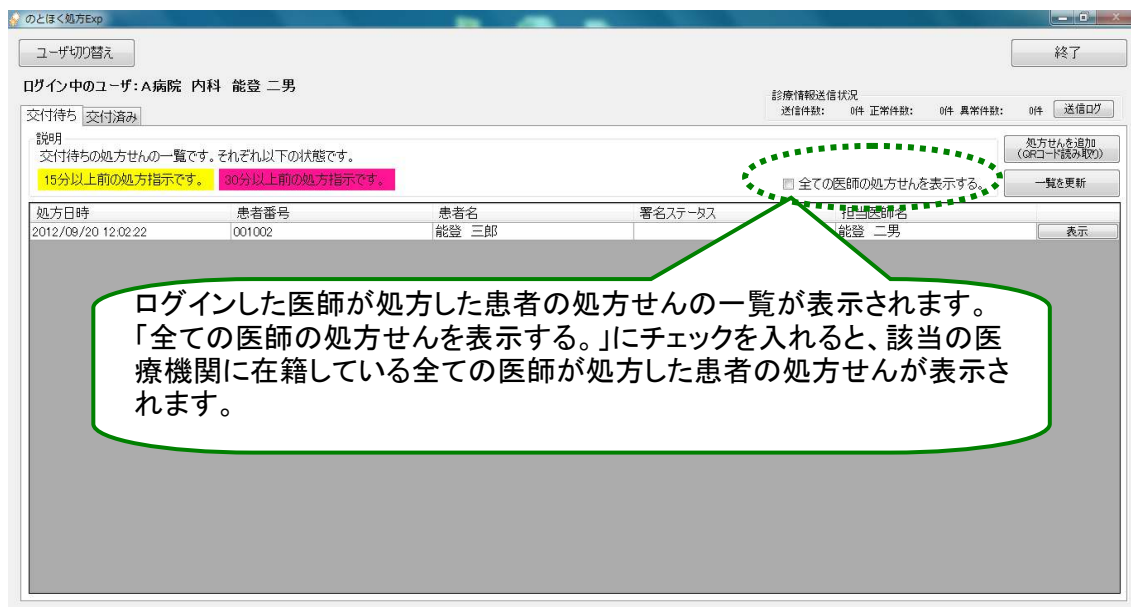 のとほく処方Exp
ユーザ切り替え
終了
ログイン中のユーザ:A病院 内科 能登 二男
診療情報送信状況
送信件数: 0件 正常件数: 0件 異常件数: 0件 送信ログ
交付待ち 交付済み
説明
交付待ちの処方せんの一覧です。それぞれ以下の状態です。
処方せんを追加
(QRコード読み取り)
15分以上前の処方指示です。 30分以上前の処方指示です。
全ての医師の処方せんを表示する。 一覧を更新
処方日時 患者番号 患者名 署名ステータス 担当医師名
2012/09/20 12:02:22 001002 能登 三郎 能登 二男 表示
ログインした医師が処方した患者の処方せんの一覧が表示されます。
「全ての医師の処方せんを表示する。」にチェックを入れると、該当の医
療機関に在籍している全ての医師が処方した患者の処方せんが表示さ
れます。